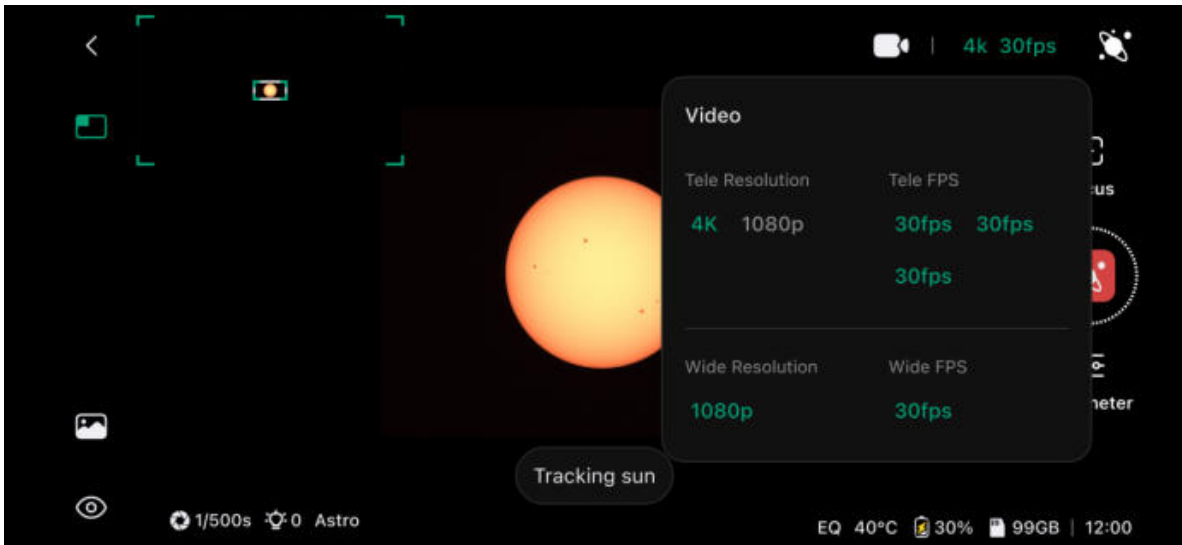 4k 30fps
Video
Tele Resolution Tele FPS
4K 1080p 30fps 30fps
30fps
Wide Resolution Wide FPS
1080p 30fps
cus
neter
Tracking sun
1/500s 0 Astro
EQ 40°C 30% 99GB | 12:00